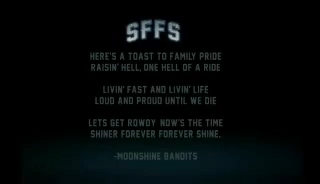 SFFS
HERE'S A TOAST TO FAMILY PRIDE
RAISIN' HELL, ONE HELL OF A RIDE
LIVIN' FAST AND LIVIN' LIFE
LOUD AND PROUD UNTIL WE DIE
LETS GET ROWDY NOW'S THE TIME
SHINER FOREVER FOREVER SHINE.
-MOONSHINE BANDITS